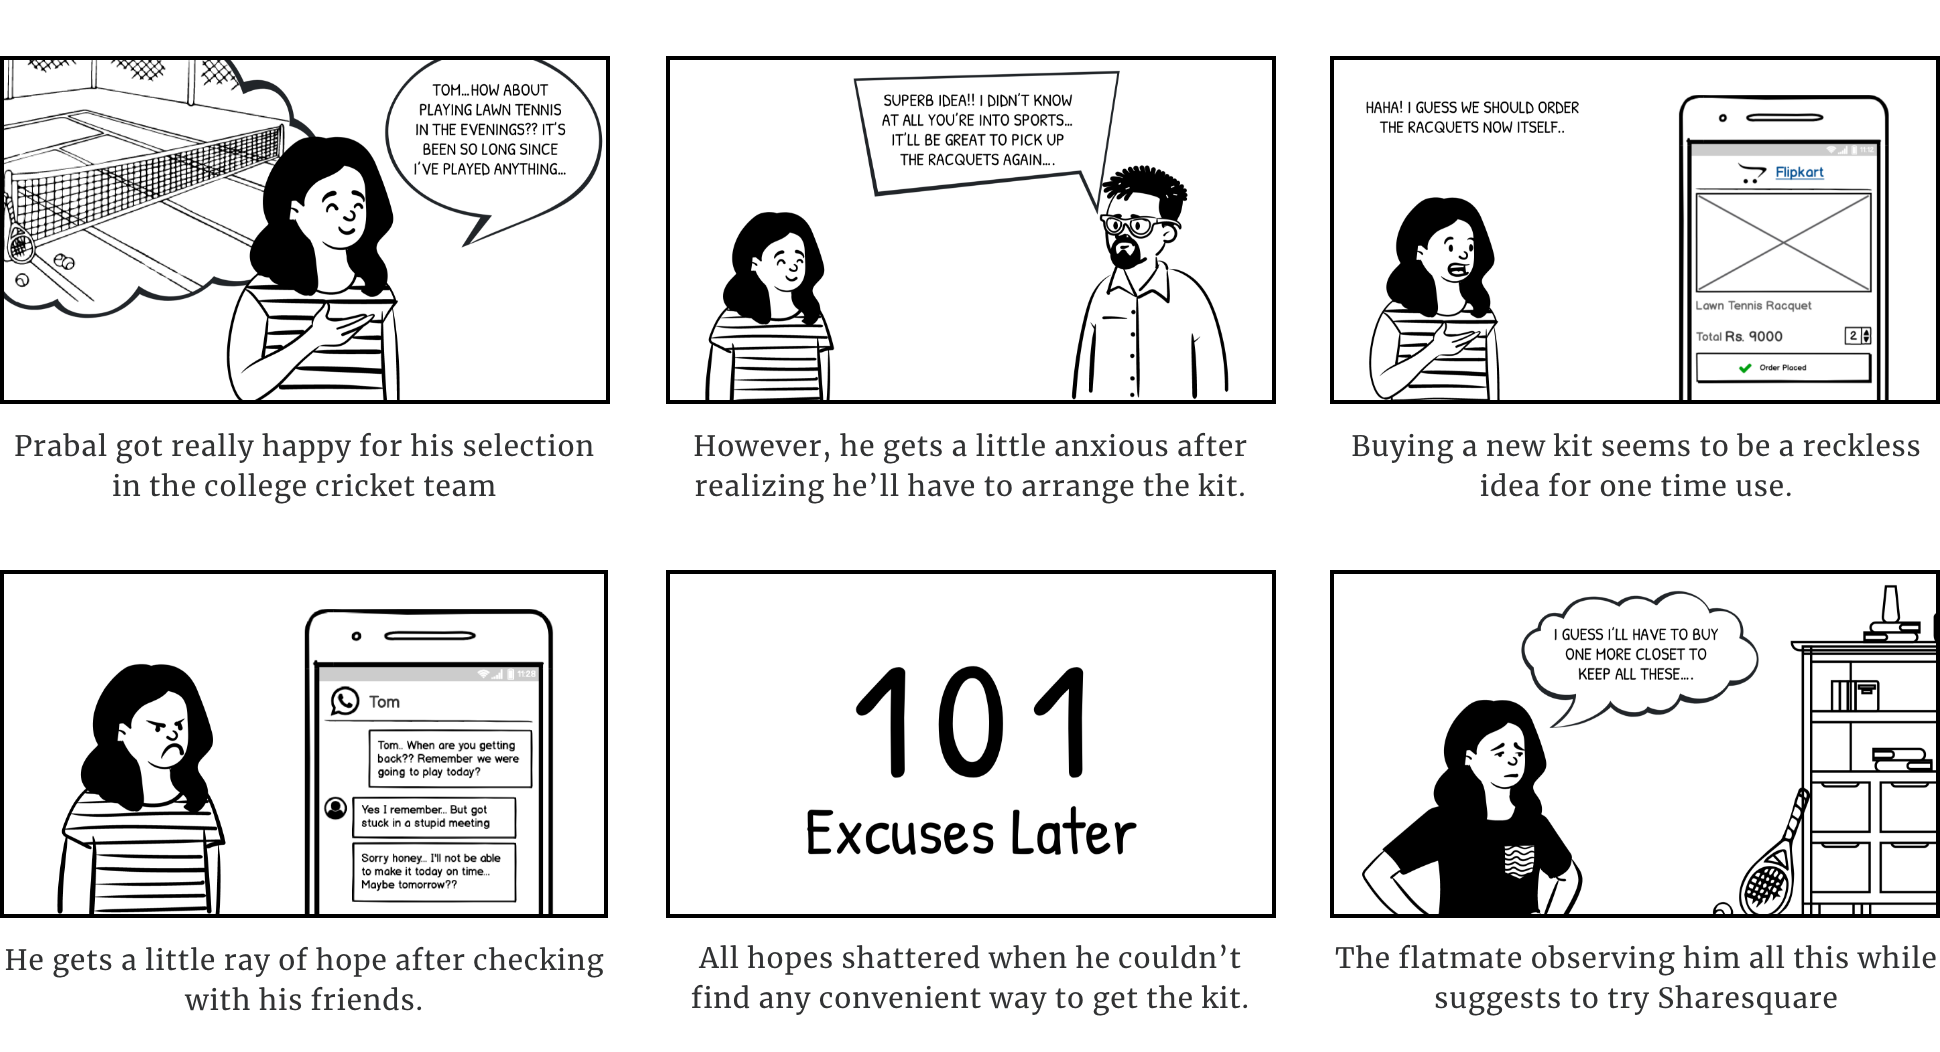 TOM...HOW ABOUT
PLAYING LAWN TENNIS
IN THE EVENINGS?? IT'S
BEEN SO LONG SINCE
I'VE PLAYED ANYTHING...
Prabal got really happy for his selection
in the college cricket team
SUPERB IDEA!! I DIDN'T KNOW
AT ALL YOU'RE INTO SPORTS...
IT'LL BE GREAT TO PICK UP
THE RACQUETS AGAIN....
However, he gets a little anxious after
realizing he’ll have to arrange the kit.
HAHA! I GUESS WE SHOULD ORDER
THE RACQUETS NOW ITSELF..
11:12
Flipkart
Lawn Tennis Racquet
Total Rs. 9000
2
Order Placed
Buying a new kit seems to be a reckless
idea for one time use.
11:28
Tom
Tom.. When are you getting
back?? Remember we were
going to play today?
Yes I remember... But got
stuck in a stupid meeting
Sorry honey... I'll not be able
to make it today on time...
Maybe tomorrow??
He gets a little ray of hope after checking
with his friends.
101
Excuses Later
All hopes shattered when he couldn’t
find any convenient way to get the kit.
I GUESS I'LL HAVE TO BUY
ONE MORE CLOSET TO
KEEP ALL THESE....
The flatmate observing him all this while
suggests to try Sharesquare